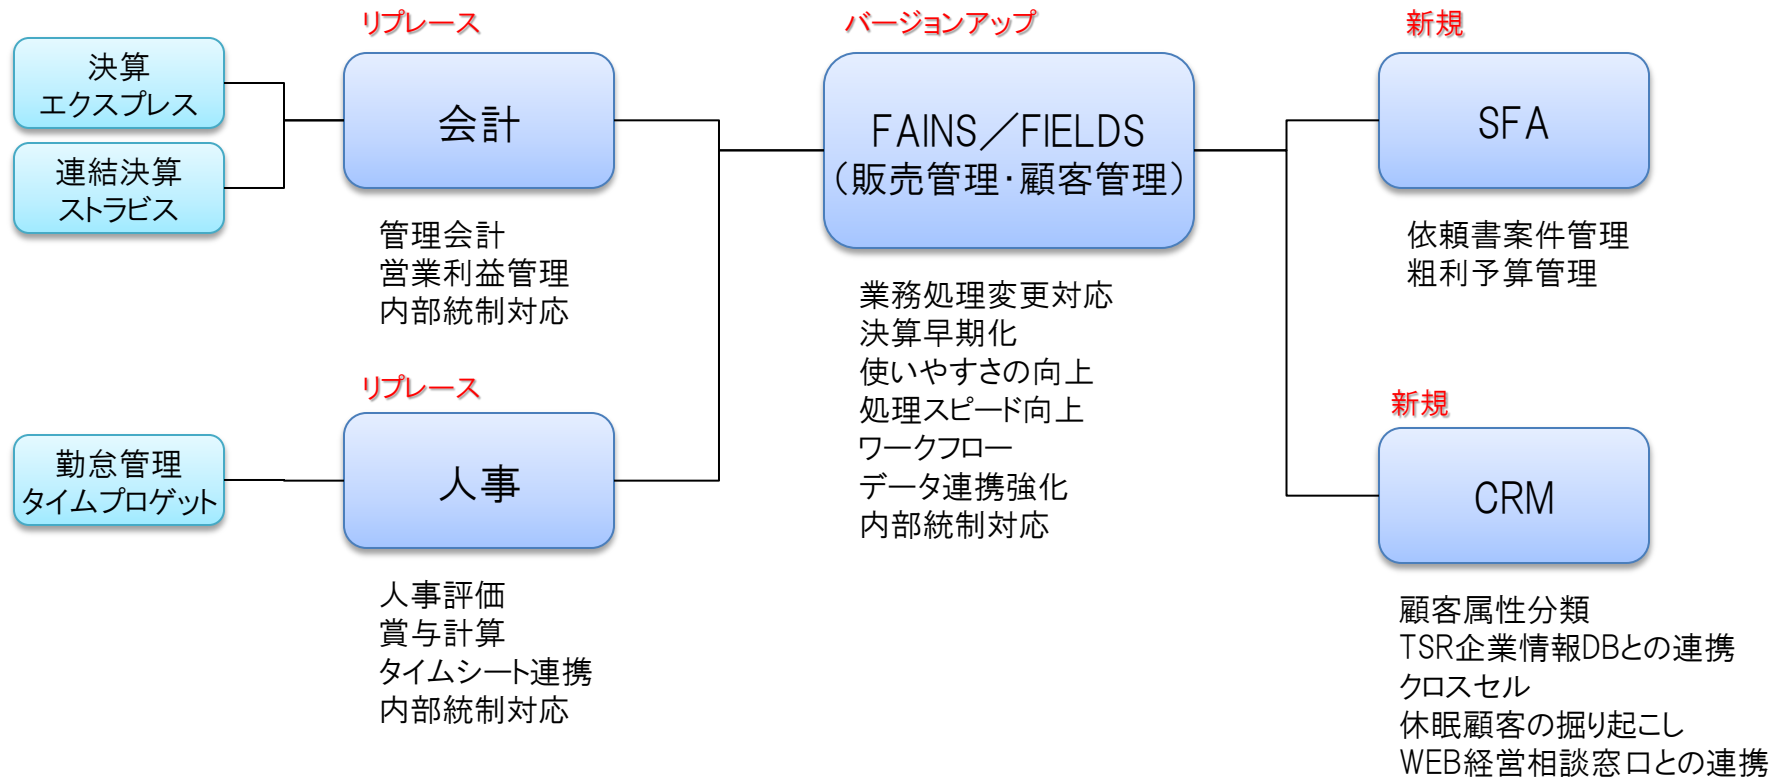 リプレース
決算
エクスプレス
連結決算
ストラビス
会計
管理会計
営業利益管理
内部統制対応
リプレース
勤怠管理
タイムプロゲット
人事
人事評価
賞与計算
タイムシート連携
内部統制対応
バージョンアップ
FAINS／FIELDS
（販売管理・顧客管理）
業務処理変更対応
決算早期化
使いやすさの向上
処理スピード向上
ワークフロー
データ連携強化
内部統制対応
新規
SFA
依頼書案件管理
粗利予算管理
新規
CRM
顧客属性分類
TSR企業情報DBとの連携
クロスセル
休眠顧客の掘り起こし
WEB経営相談窓口との連携